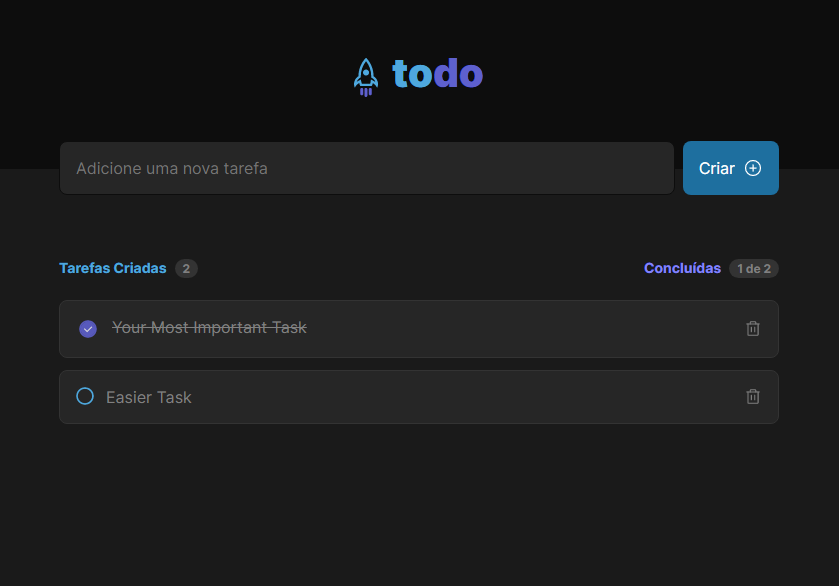 todo
Adicione uma nova tarefa
Criar
Tarefas Criadas 2
Concluídas 1 de 2
Your Most Important Task
Easier Task